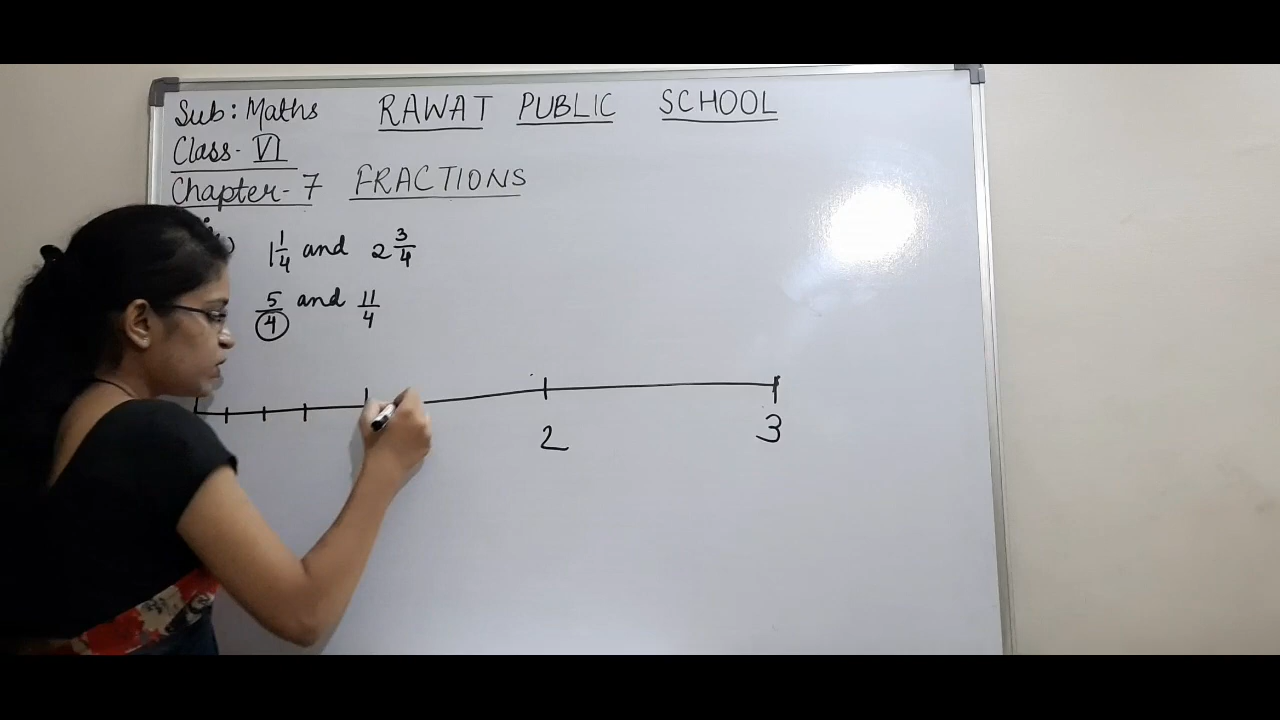 Sub: Maths RAWAT PUBLIC SCHOOL
Class- VI
Chapter- 7 FRACTIONS
1 1/4 and 2 3/4
5/4 and 11/4
2 3